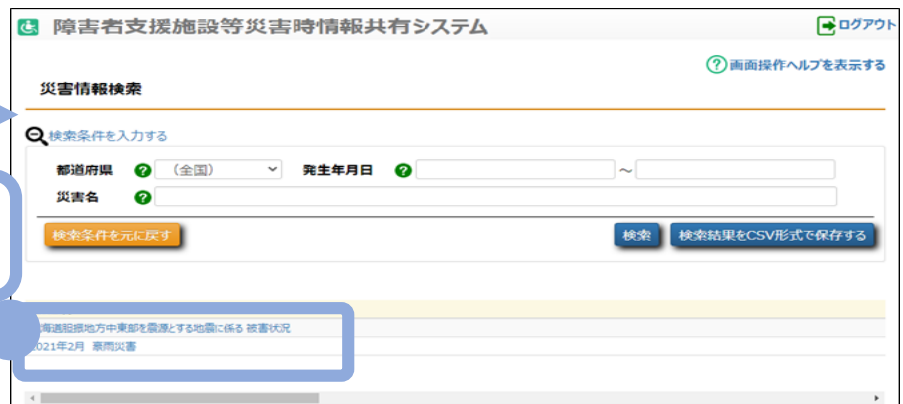 障害者支援施設等災害時情報共有システム
ログアウト
画面操作ヘルプを表示する
災害情報検索
検索条件を入力する
都道府県 (全国) 発生年月日 ~
災害名
検索条件を元に戻す 検索 検索結果をCSV形式で保存する
海道胆振地方中東部を震源とする地震に係る 被害状況
021年2月 豪雨災害